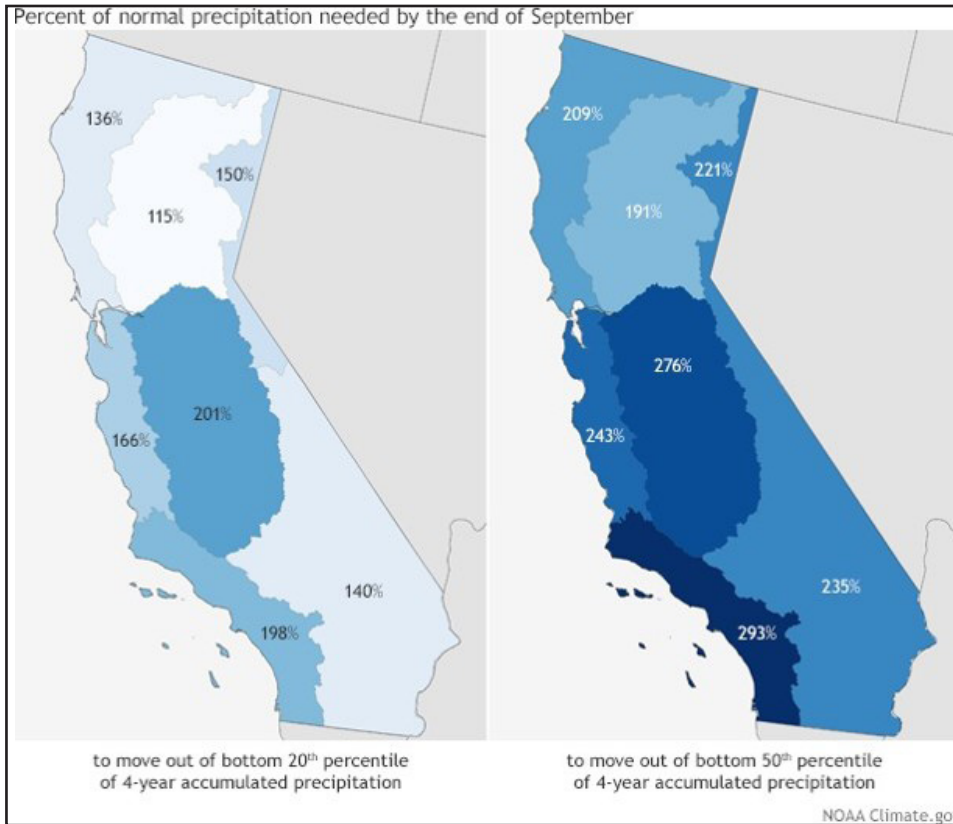 Percent of normal precipitation needed by the end of September
136%
150%
115%
201%
166%
140%
198%
to move out of bottom 20th percentile
of 4-year accumulated precipitation
209%
221%
191%
276%
243%
235%
293%
to move out of bottom 50th percentile
of 4-year accumulated precipitation
NOAA Climate.gov